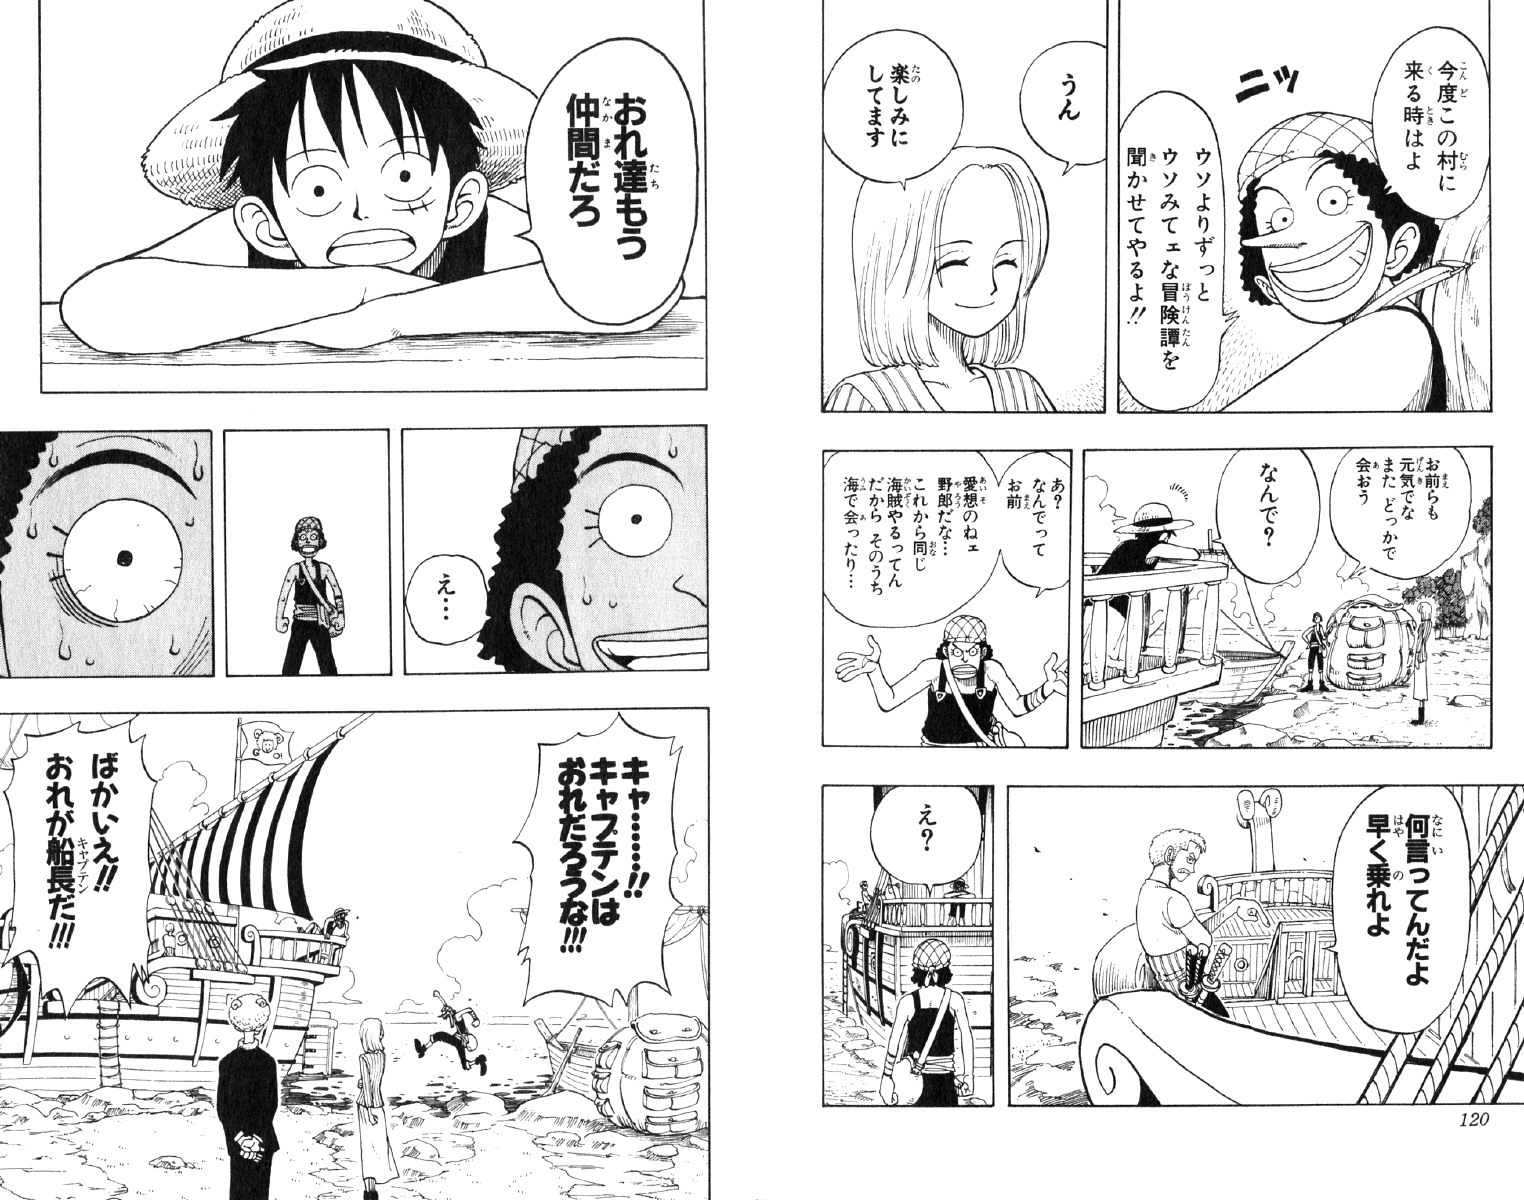 今度この村に
来る時はよ
ニッ
ウソよりずっと
ウソみてェな冒険譚を
聞かせてやるよ!!
うん
楽しみに
してます
お前らも
元気でな
また どっかで
会おう
なんで?
あ?
なんでって
お前
愛想のねェ
野郎だな…
これから同じ
海賊やるってん
だから そのうち
海で会ったり…
何言ってんだよ
早く乗れよ
え?
120
おれ達もう
仲間だろ
え…
キャ……!!
キャプテンは
おれだろうな!!!
ばかいえ!!
おれが船長だ!!!